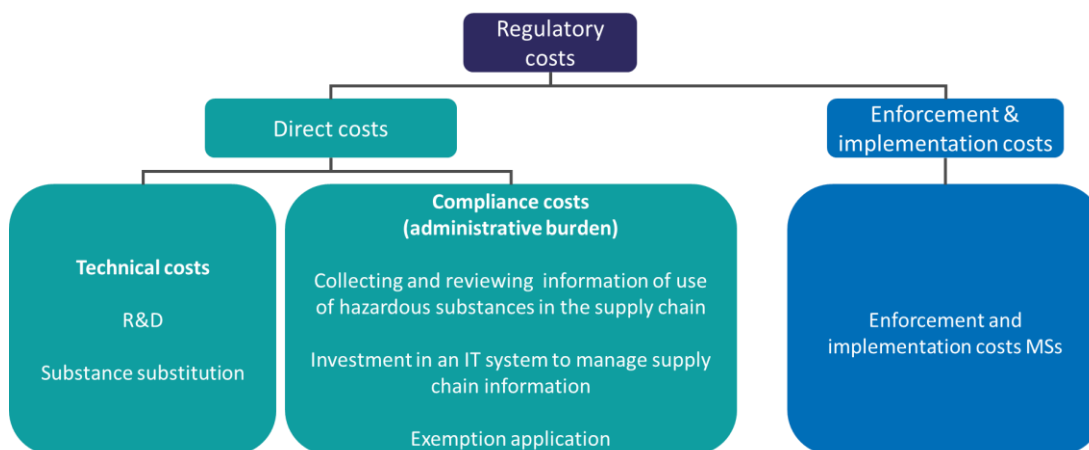 Regulatory
costs
Direct costs
Enforcement &
implementation costs
Technical costs
R&D
Substance substitution
Compliance costs
(administrative burden)
Collecting and reviewing information of use
of hazardous substances in the supply chain
Investment in an IT system to manage supply
chain information
Exemption application
Enforcement and
implementation costs MSs